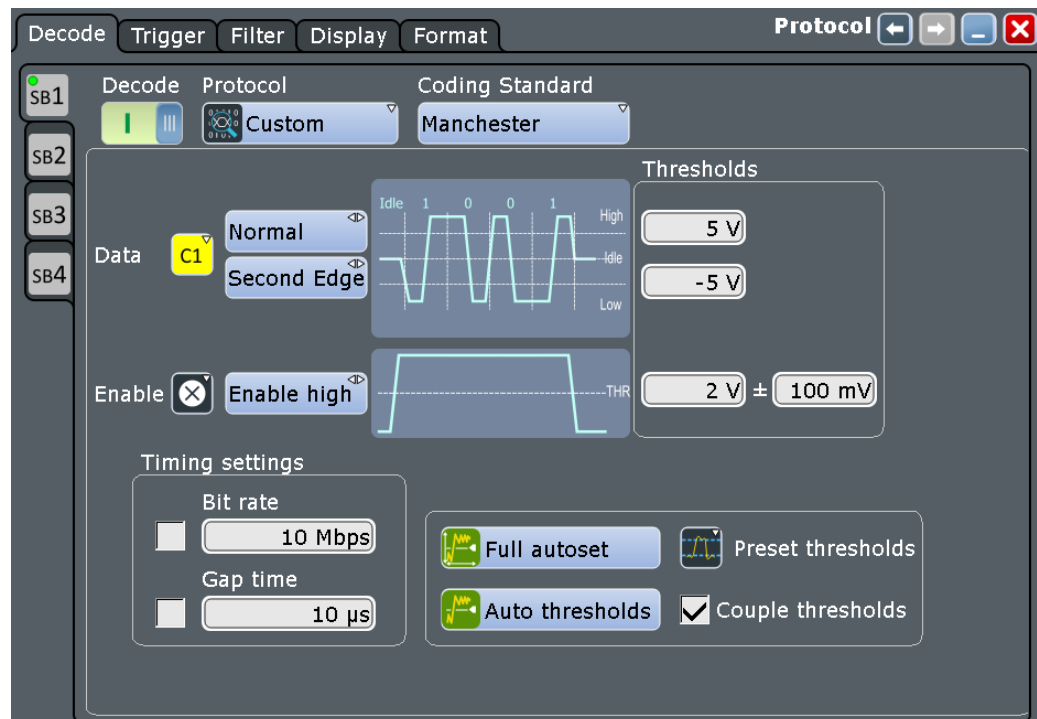 Decode Trigger Filter Display Format Protocol
SB1
SB2
SB3
SB4
Decode Protocol Coding Standard
Custom Manchester
Thresholds
Data C1 Normal
Second Edge
Idle 1 0 0 1
High
Idle
Low
5 V
-5 V
Enable Enable high THR 2 V ± 100 mV
Timing settings
Bit rate
10 Mbps
Gap time
10 µs
Full autoset Preset thresholds
Auto thresholds Couple thresholds